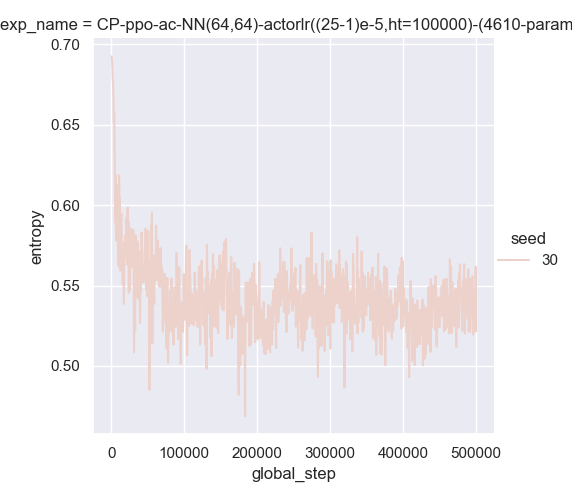 exp_name = CP-ppo-ac-NN(64,64)-actorlr((25-1)e-5,ht=100000)-(4610-param
0.70
0.65
0.60
0.55
0.50
entropy
0 100000 200000 300000 400000 500000
global_step
seed
30